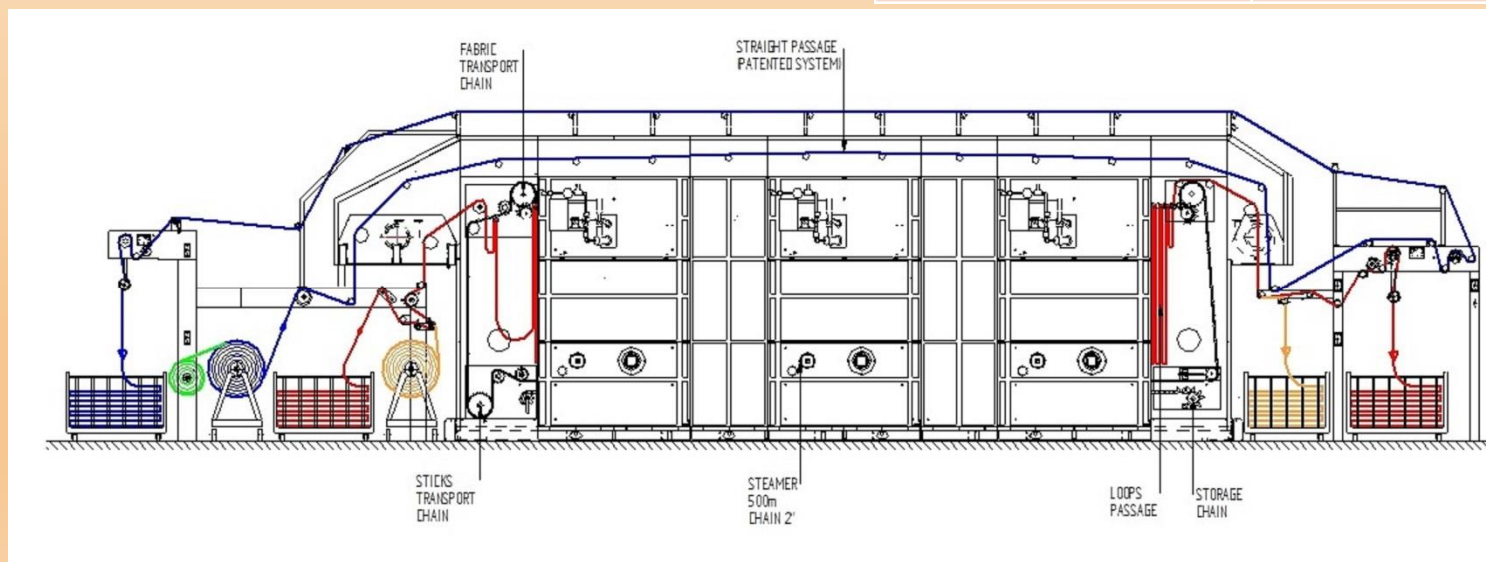 FABRIC
TRANSPORT
CHAIN
STRAIGHT PASSAGE
(PATENTED SYSTEM)
STICKS
TRANSPORT
CHAIN
STEAMER
500m
CHAIN 2'
LOOPS
PASSAGE
STORAGE
CHAIN